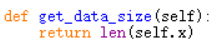 def get_data_size(self):
    return len(self.x)